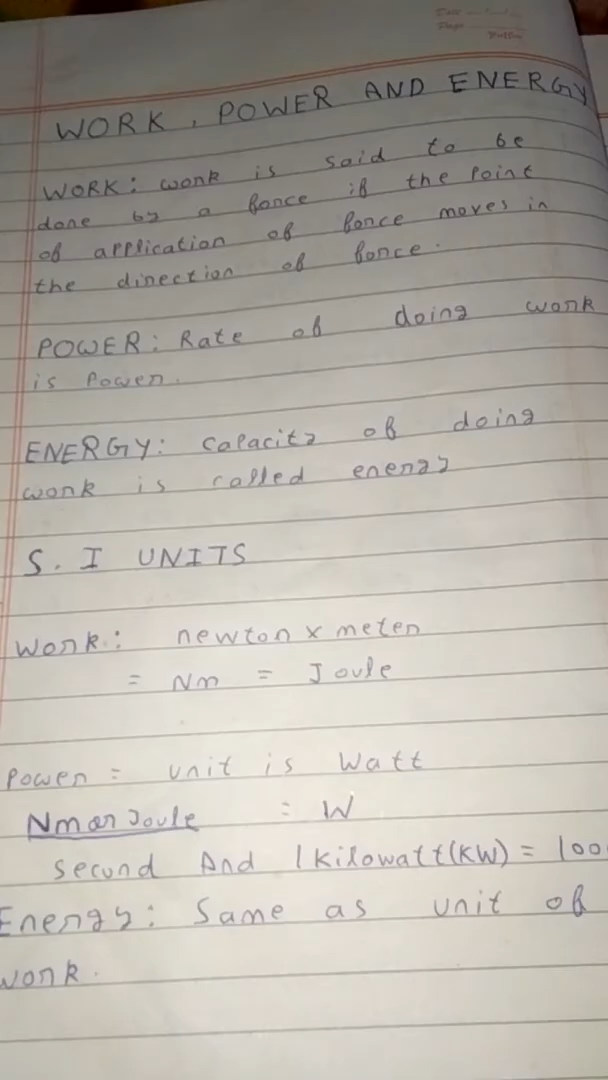 Date
Page
WORK, POWER AND ENERGY
WORK: work is said to be
done by a force if the point
of application of force moves in
the direction of force.
POWER: Rate of doing work
is Power.
ENERGY: capacity of doing
work is called energy
S. I UNITS
Work: newton x meter
= Nm = Joule
Power = unit is Watt
Nm or Joule = W
second And 1 Kilowatt (KW) = 100
Energy: Same as unit of
work.